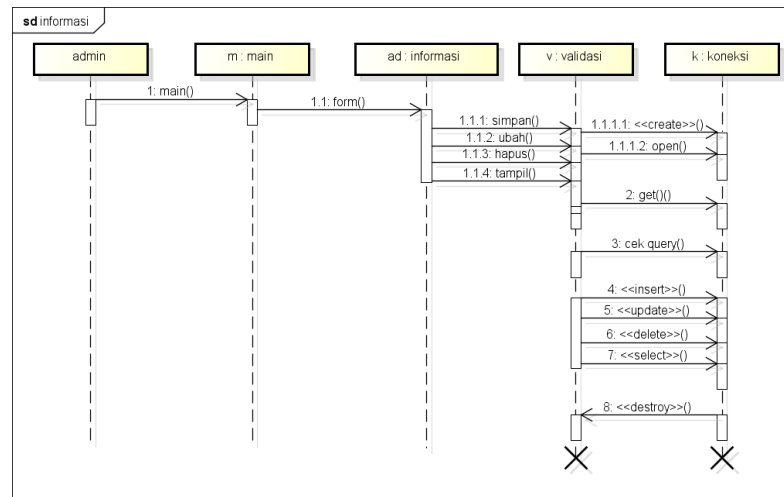 sd informasi
admin
m : main
ad : informasi
v : validasi
k : koneksi
1: main()
1.1: form()
1.1.1: simpan()
1.1.1.1: <<create>>()
1.1.2: ubah()
1.1.1.2: open()
1.1.3: hapus()
1.1.4: tampil()
2: get()()
3: cek query()
4: <<insert>>()
5: <<update>>()
6: <<delete>>()
7: <<select>>()
8: <<destroy>>()